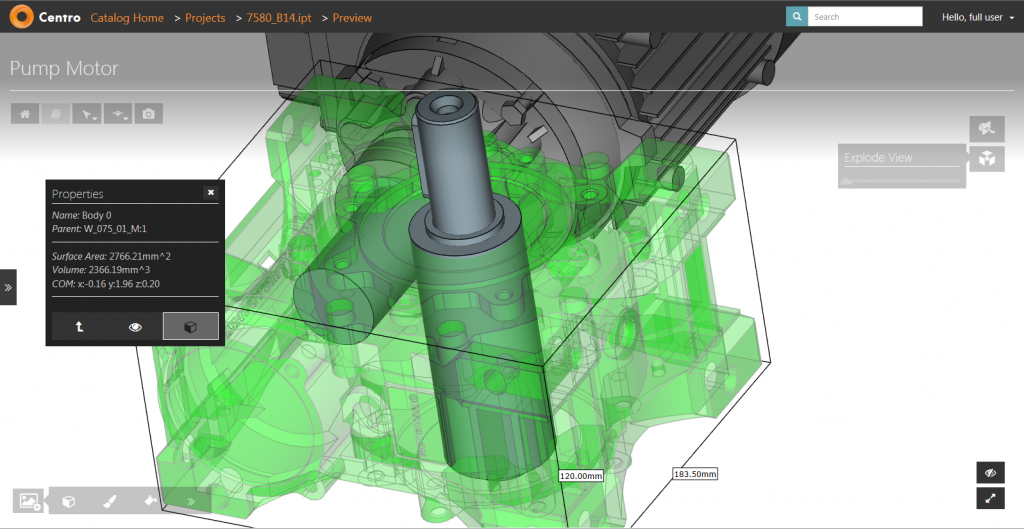 Centro Catalog Home > Projects > 7580_B14.ipt > Preview Search Hello, full user
Pump Motor
Explode View
Properties
Name: Body 0
Parent: W_075_01_M:1
Surface Area: 2766.21mm^2
Volume: 2366.19mm^3
COM: x:-0.16 y:1.96 z:0.20
120.00mm
183.50mm